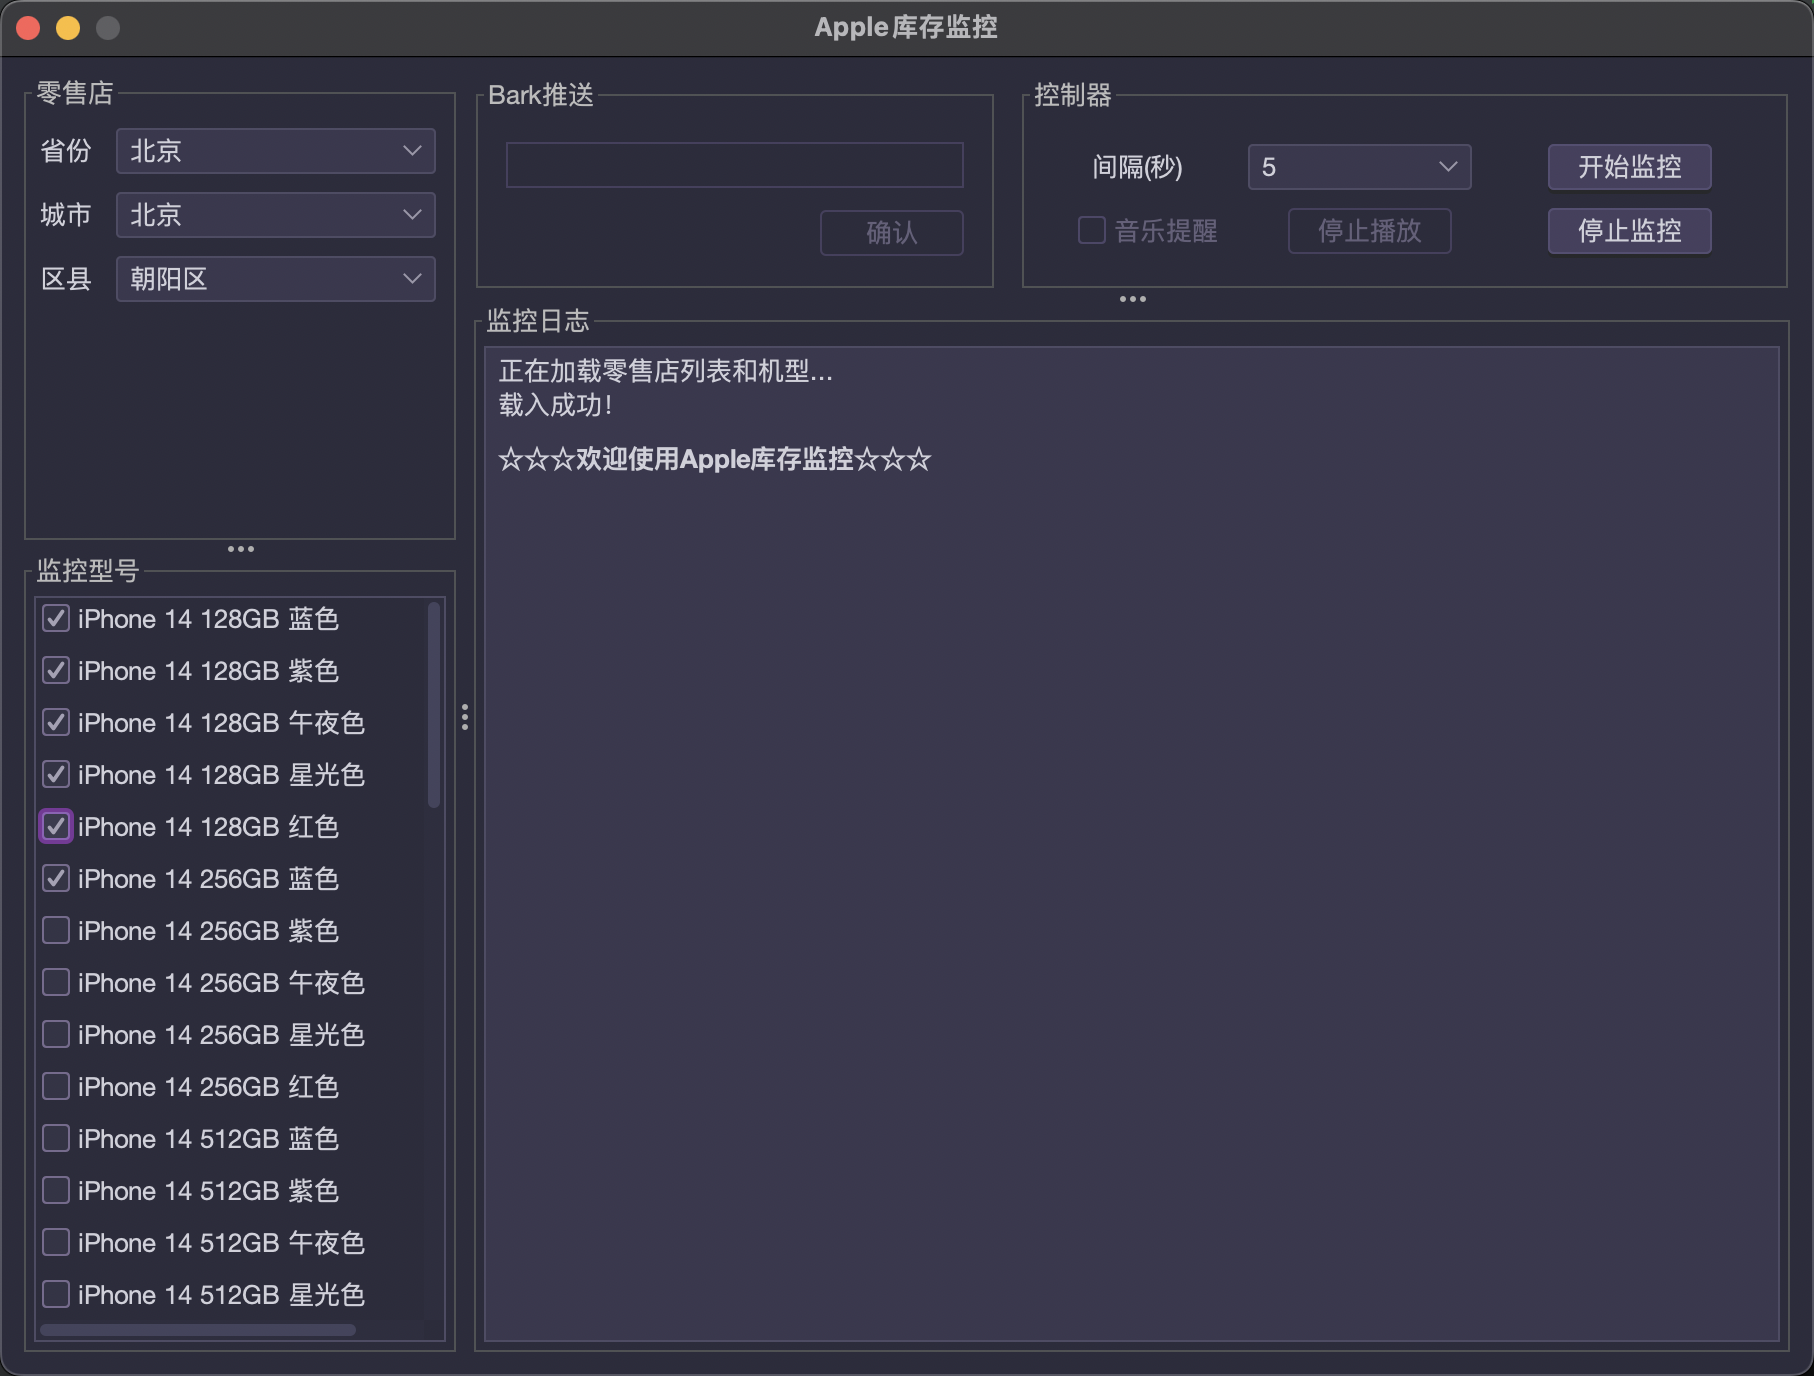 Apple库存监控
零售店
省份 北京
城市 北京
区县 朝阳区
Bark推送
确认
控制器
间隔(秒) 5 开始监控
音乐提醒 停止播放 停止监控
监控型号
iPhone 14 128GB 蓝色
iPhone 14 128GB 紫色
iPhone 14 128GB 午夜色
iPhone 14 128GB 星光色
iPhone 14 128GB 红色
iPhone 14 256GB 蓝色
iPhone 14 256GB 紫色
iPhone 14 256GB 午夜色
iPhone 14 256GB 星光色
iPhone 14 256GB 红色
iPhone 14 512GB 蓝色
iPhone 14 512GB 紫色
iPhone 14 512GB 午夜色
iPhone 14 512GB 星光色
监控日志
正在加载零售店列表和机型...
载入成功!
☆☆☆欢迎使用Apple库存监控☆☆☆